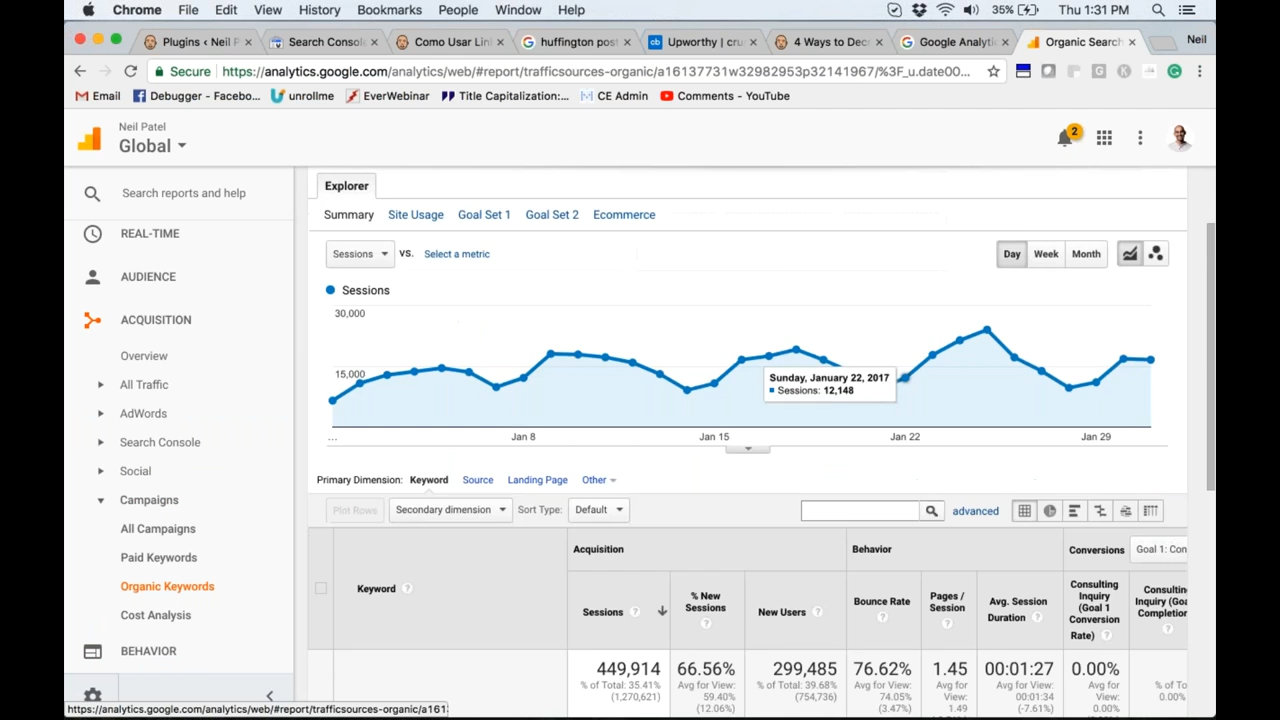 Chrome File Edit View History Bookmarks People Window Help 35% Thu 1:31 PM
Plugins ‹ Neil P × Search Console × Como Usar Lin × huffington post × Upworthy | cru × 4 Ways to Decr × Google Analytic × Organic Search × Neil
Secure https://analytics.google.com/analytics/web/#report/trafficsources-organic/a16137731w32982953p32141967/%3F_u.date00...
Email Debugger - Facebo... unrollme EverWebinar Title Capitalization:... CE Admin Comments - YouTube
Neil Patel
Global
2
Search reports and help
REAL-TIME
AUDIENCE
ACQUISITION
Overview
All Traffic
AdWords
Search Console
Social
Campaigns
All Campaigns
Paid Keywords
Organic Keywords
Cost Analysis
BEHAVIOR
Explorer
Summary Site Usage Goal Set 1 Goal Set 2 Ecommerce
Sessions VS. Select a metric Day Week Month
Sessions
30,000
15,000
Sunday, January 22, 2017
Sessions: 12,148
... Jan 8 Jan 15 Jan 22 Jan 29
Primary Dimension: Keyword Source Landing Page Other
Plot Rows Secondary dimension Sort Type: Default advanced
Acquisition Behavior Conversions Goal 1: Con
Keyword ? Sessions ? % New Sessions ? New Users ? Bounce Rate ? Pages / Session ? Avg. Session Duration ? Consulting Inquiry (Goal 1 Conversion Rate) ? Consulting Inquiry (Goa Completion ?
449,914 66.56% 299,485 76.62% 1.45 00:01:27 0.00%
% of Total: 35.41% (1,270,621) Avg for View: 59.40% (12.06%) % of Total: 39.68% (754,736) Avg for View: 74.05% (3.47%) Avg for View: 1.49 Avg for View: 00:01:34 (-7.61%) Avg for View: 0.00% % of To 0.00%
https://analytics.google.com/analytics/web/#report/trafficsources-organic/a161